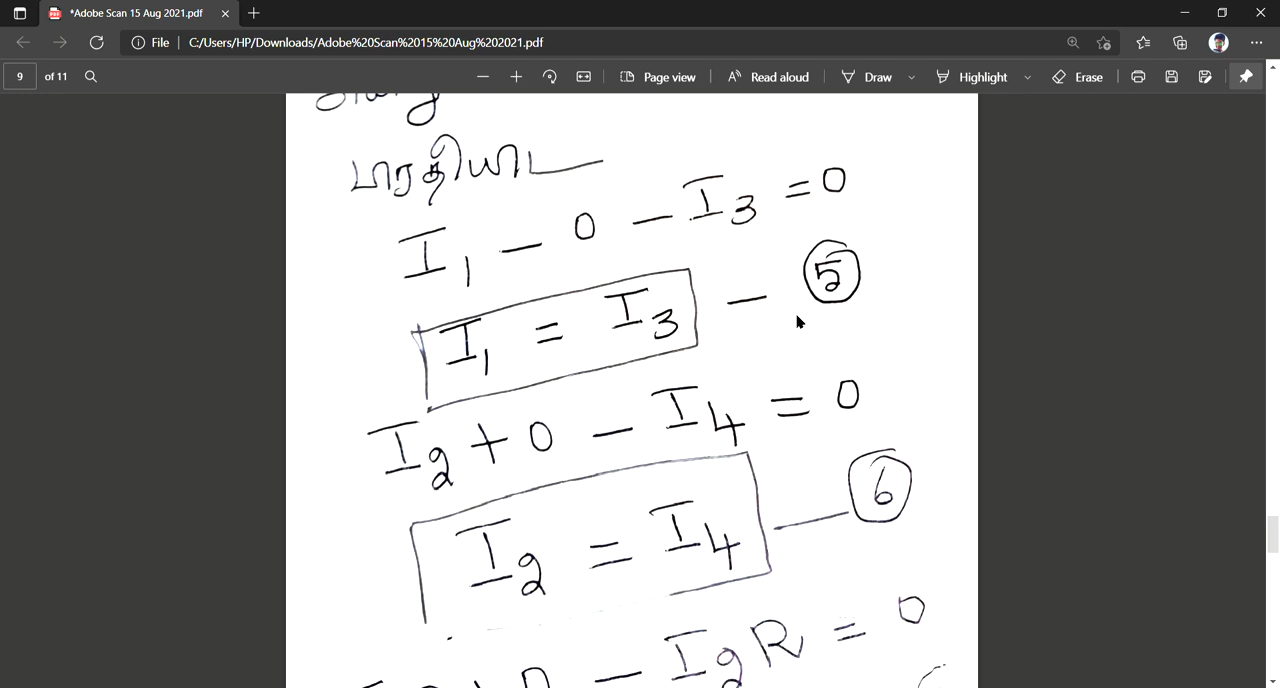 *Adobe Scan 15 Aug 2021.pdf
File C:/Users/HP/Downloads/Adobe%20Scan%2015%20Aug%202021.pdf
9 of 11 Page view Read aloud Draw Highlight Erase
I₁ − 0 − I₃ = 0
I₁ = I₃ — ⑤
I₂ + 0 − I₄ = 0
I₂ = I₄ — ⑥
− I₂R = 0